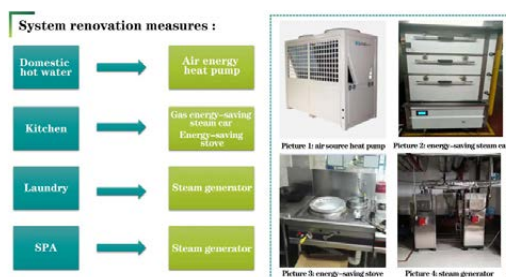 System renovation measures :
Domestic
hot water
Air energy
heat pump
Kitchen
Gas energy-saving
steam car
Energy-saving
stove
Laundry
Steam generator
SPA
Steam generator
Picture 1: air source heat pump
Picture 2: energy-saving steam ca
Picture 3: energy-saving stove
Picture 4: steam generator